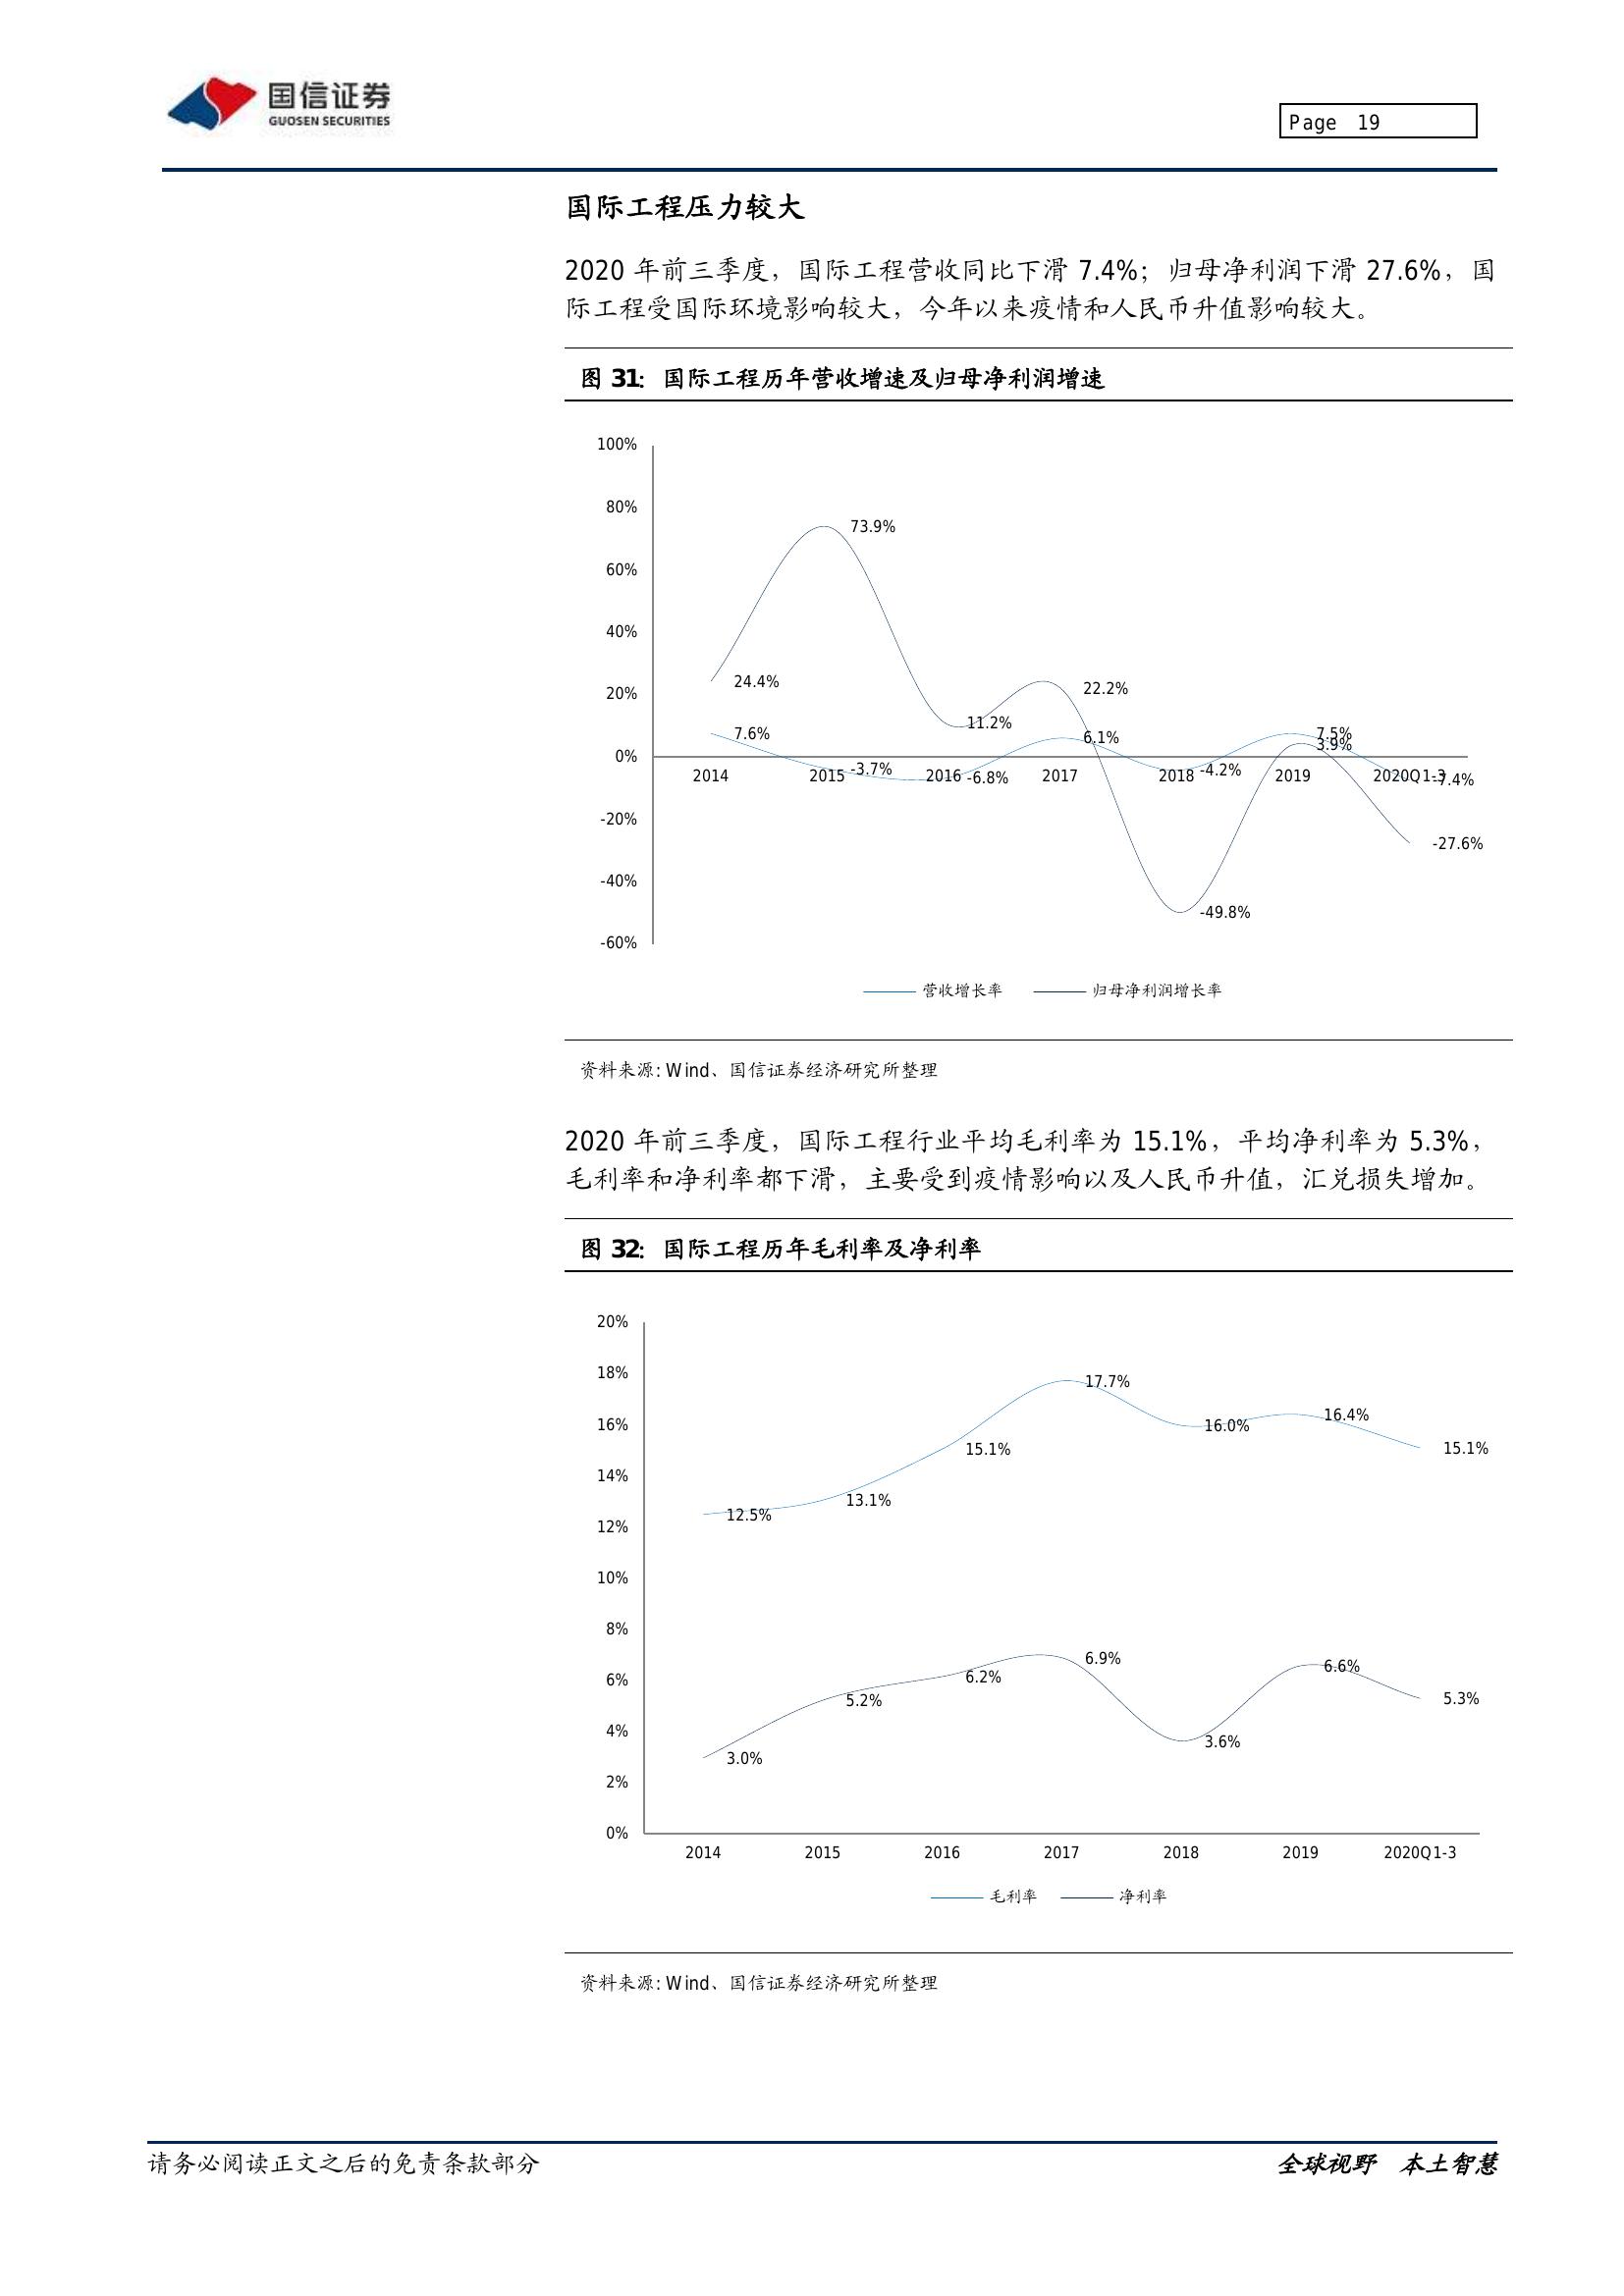 国信证券
GUOSEN SECURITIES
Page 19
国际工程压力较大
2020 年前三季度，国际工程营收同比下滑 7.4%；归母净利润下滑 27.6%，国
际工程受国际环境影响较大，今年以来疫情和人民币升值影响较大。
图 31：国际工程历年营收增速及归母净利润增速
100%
80%
60%
40%
20%
0%
-20%
-40%
-60%
73.9%
24.4%
22.2%
11.2%
7.6%
6.1%
7.5%
3.9%
-3.7%
-6.8%
-4.2%
-7.4%
-27.6%
-49.8%
2014 2015 2016 2017 2018 2019 2020Q1-3
营收增长率 归母净利润增长率
资料来源: Wind、国信证券经济研究所整理
2020 年前三季度，国际工程行业平均毛利率为 15.1%，平均净利率为 5.3%，
毛利率和净利率都下滑，主要受到疫情影响以及人民币升值，汇兑损失增加。
图 32：国际工程历年毛利率及净利率
20%
18%
16%
14%
12%
10%
8%
6%
4%
2%
0%
12.5% 13.1% 15.1% 17.7% 16.0% 16.4% 15.1%
3.0% 5.2% 6.2% 6.9% 3.6% 6.6% 5.3%
2014 2015 2016 2017 2018 2019 2020Q1-3
毛利率 净利率
资料来源: Wind、国信证券经济研究所整理
请务必阅读正文之后的免责条款部分
全球视野 本土智慧